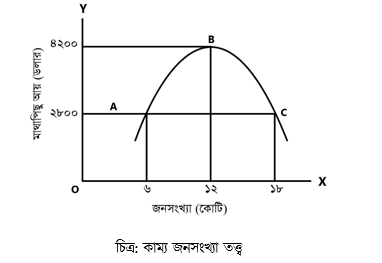 Y
৪২০০
B
মাথাপিছু আয় (ডলার)
A
২৮০০
C
O
৬
১২
১৮
X
জনসংখ্যা (কোটি)
চিত্র: কাম্য জনসংখ্যা তত্ত্ব